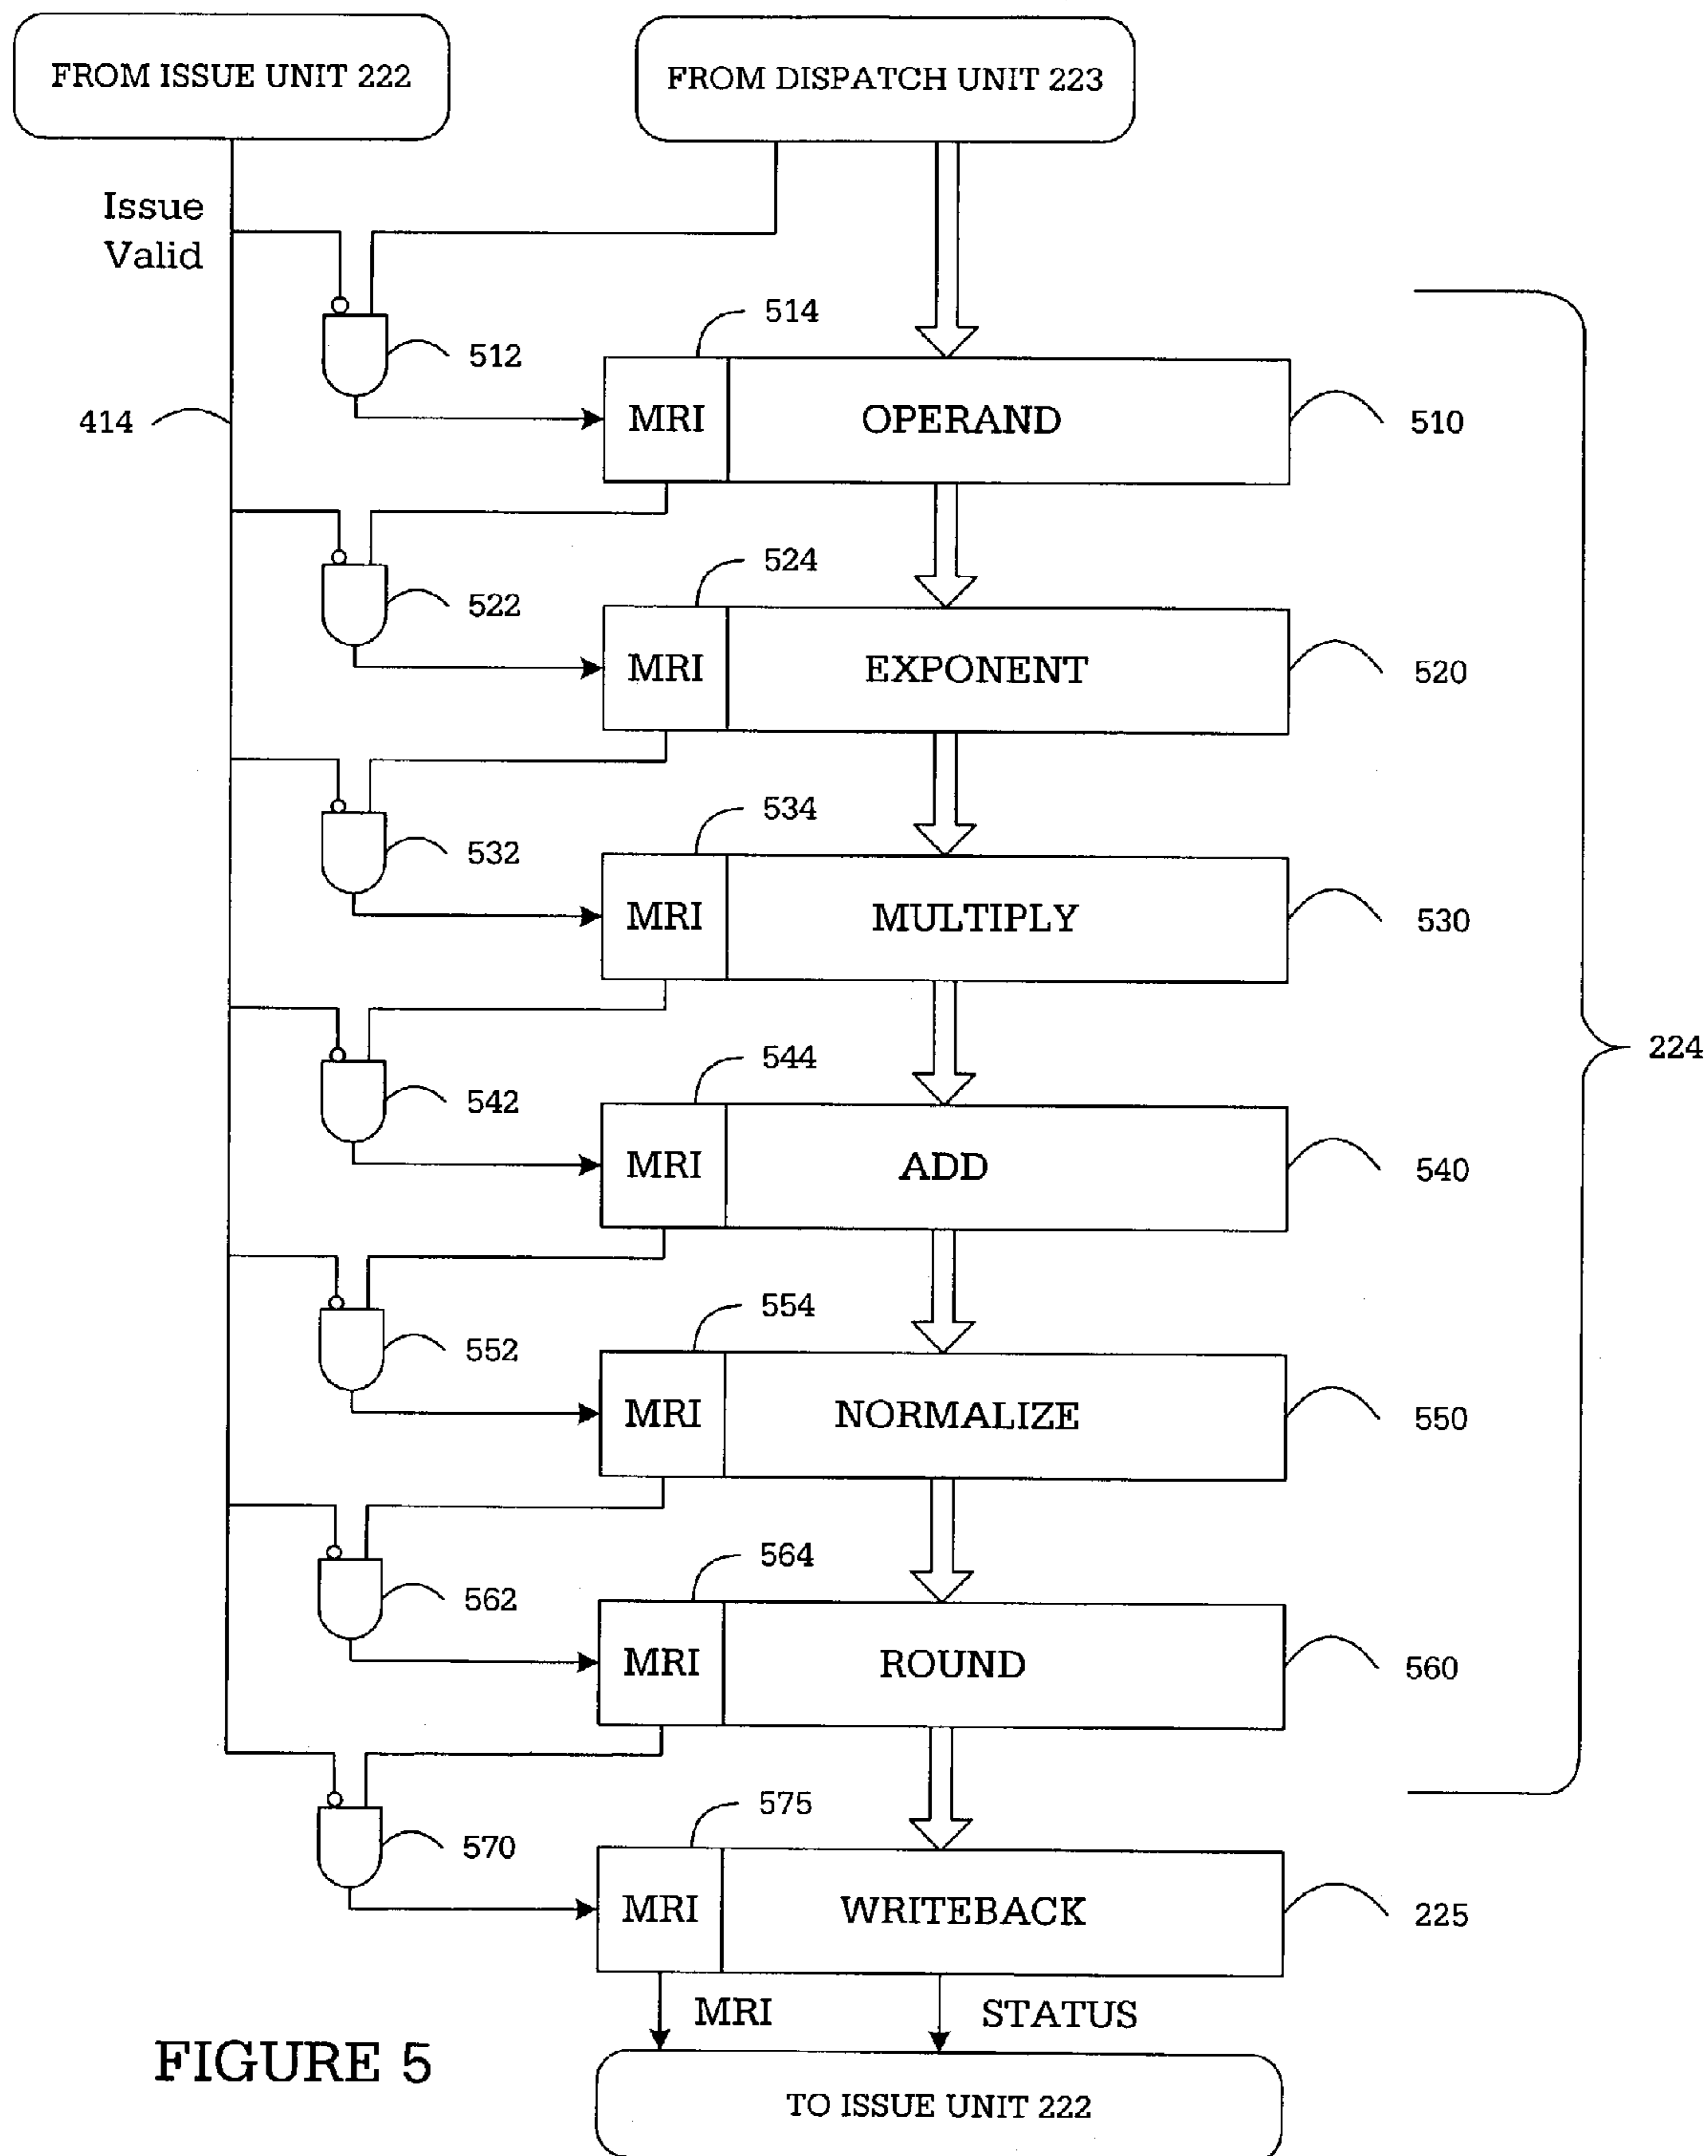 FROM ISSUE UNIT 222
FROM DISPATCH UNIT 223
Issue
Valid
514
512
414
MRI
OPERAND
510
524
522
MRI
EXPONENT
520
534
532
MRI
MULTIPLY
530
544
224
542
MRI
ADD
540
554
552
MRI
NORMALIZE
550
564
562
MRI
ROUND
560
575
570
MRI
WRITEBACK
225
MRI
STATUS
FIGURE 5
TO ISSUE UNIT 222